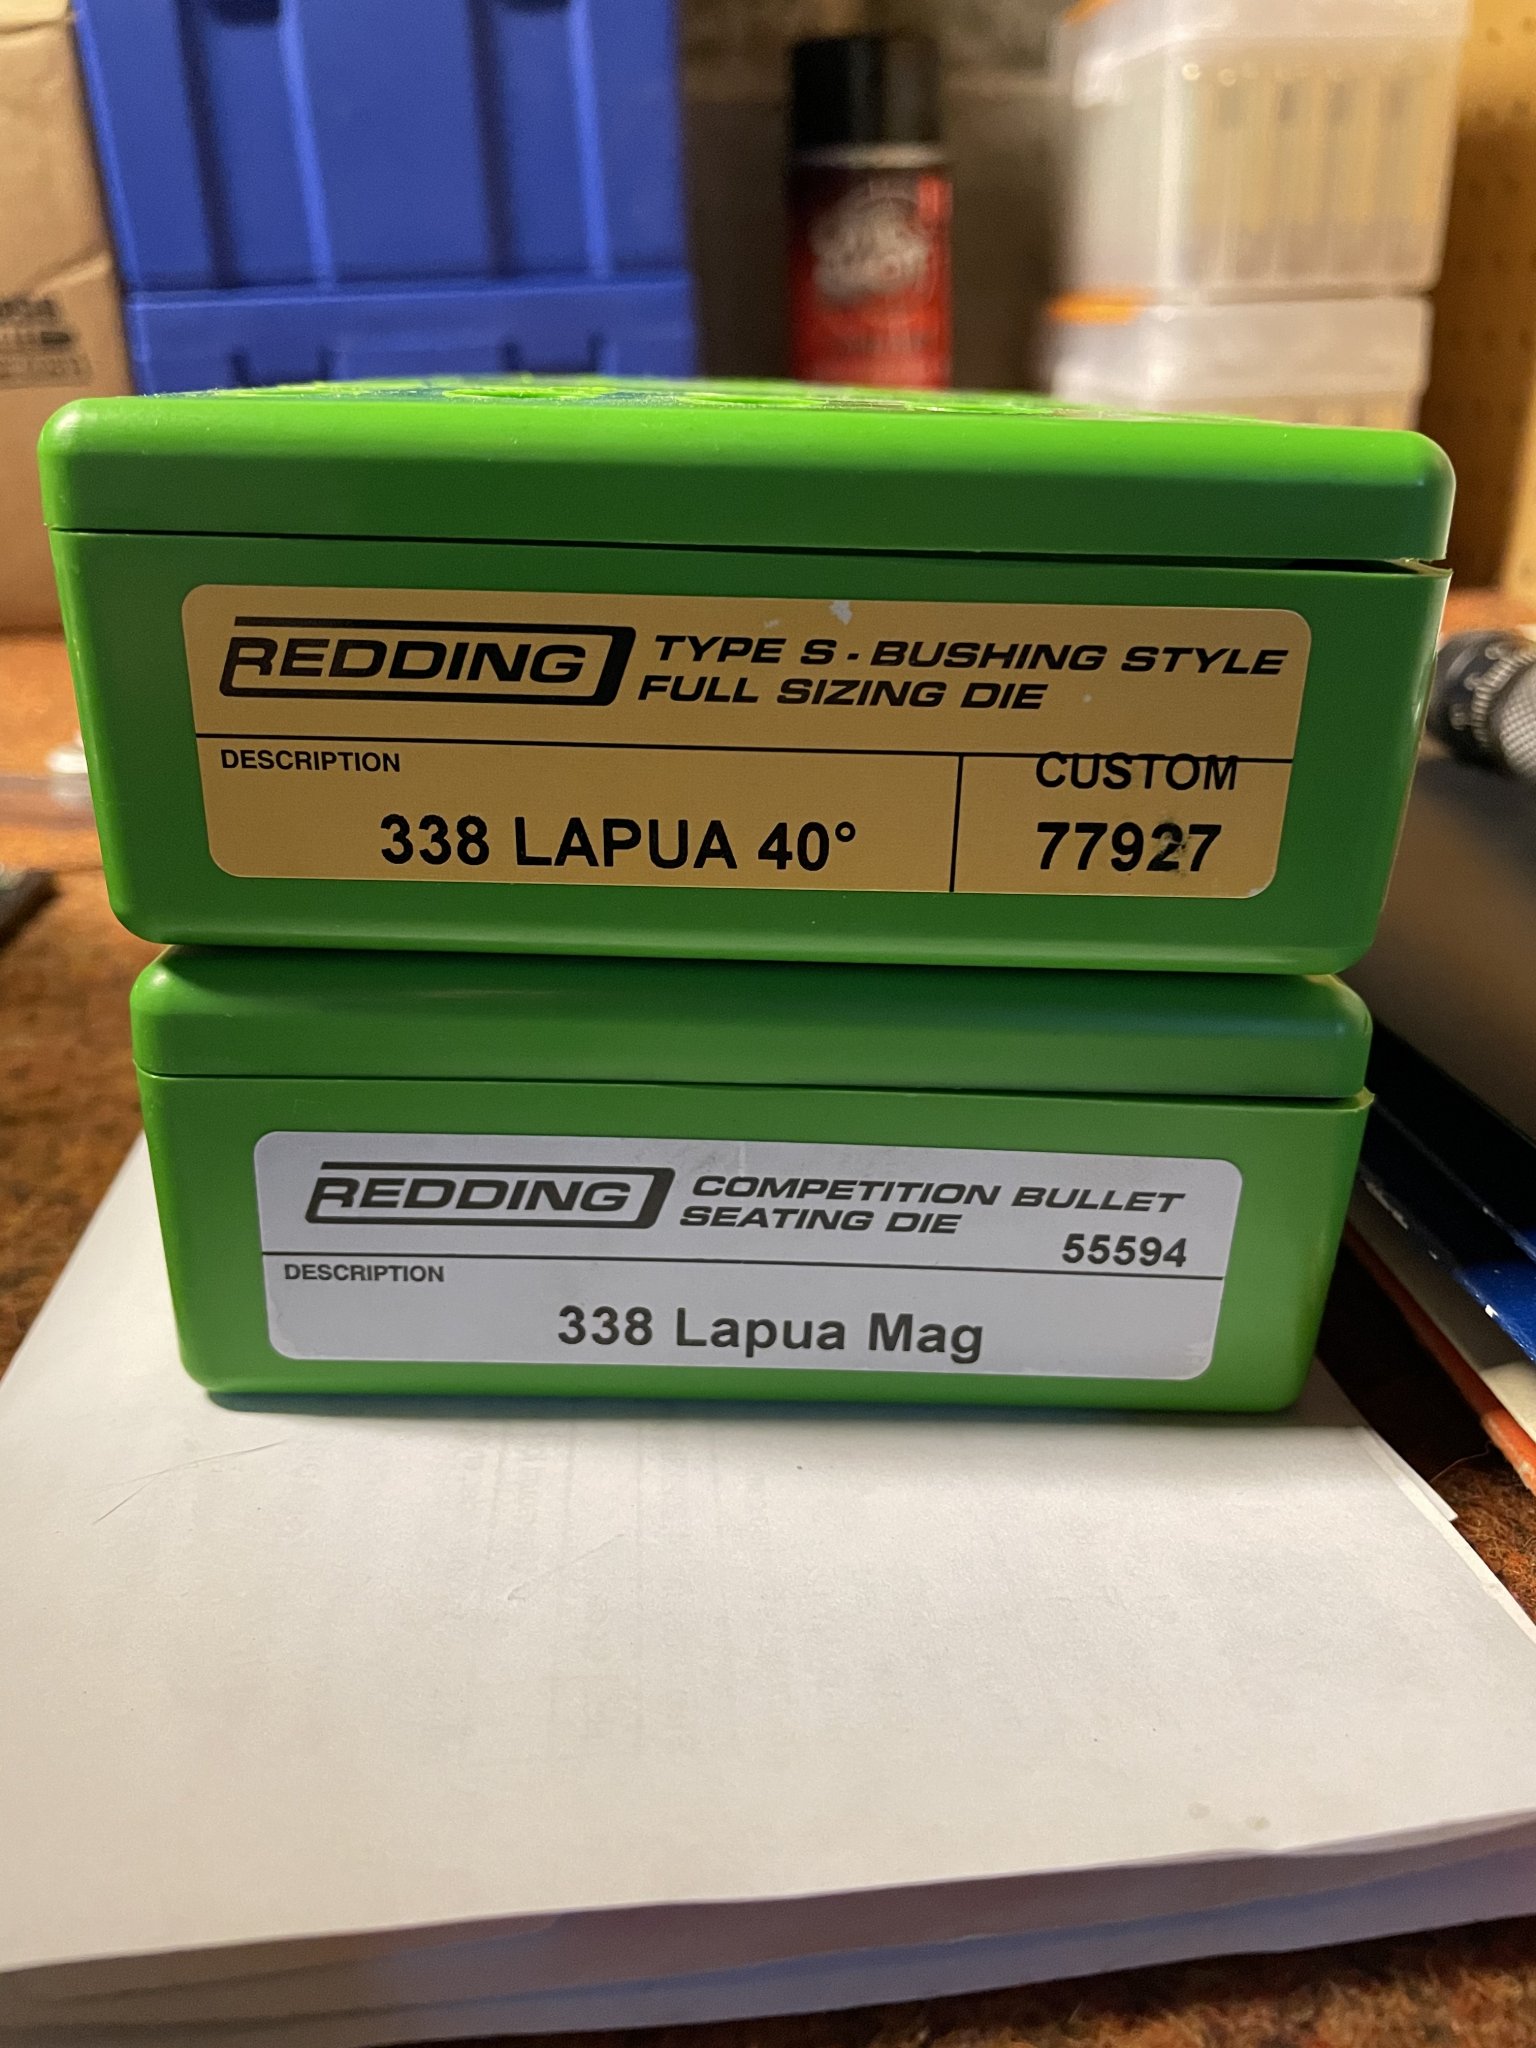 REDDING TYPE S - BUSHING STYLE
FULL SIZING DIE
DESCRIPTION
CUSTOM
338 LAPUA 40° 77927
REDDING COMPETITION BULLET
SEATING DIE
55594
DESCRIPTION
338 Lapua Mag